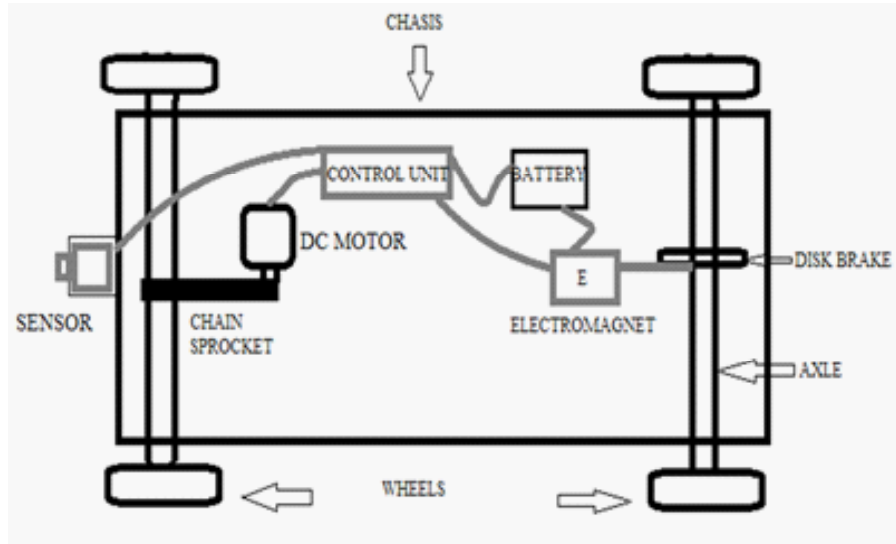 CHASIS
CONTROL UNIT
BATTERY
DC MOTOR
DISK BRAKE
E
SENSOR
CHAIN
SPROCKET
ELECTROMAGNET
AXLE
WHEELS